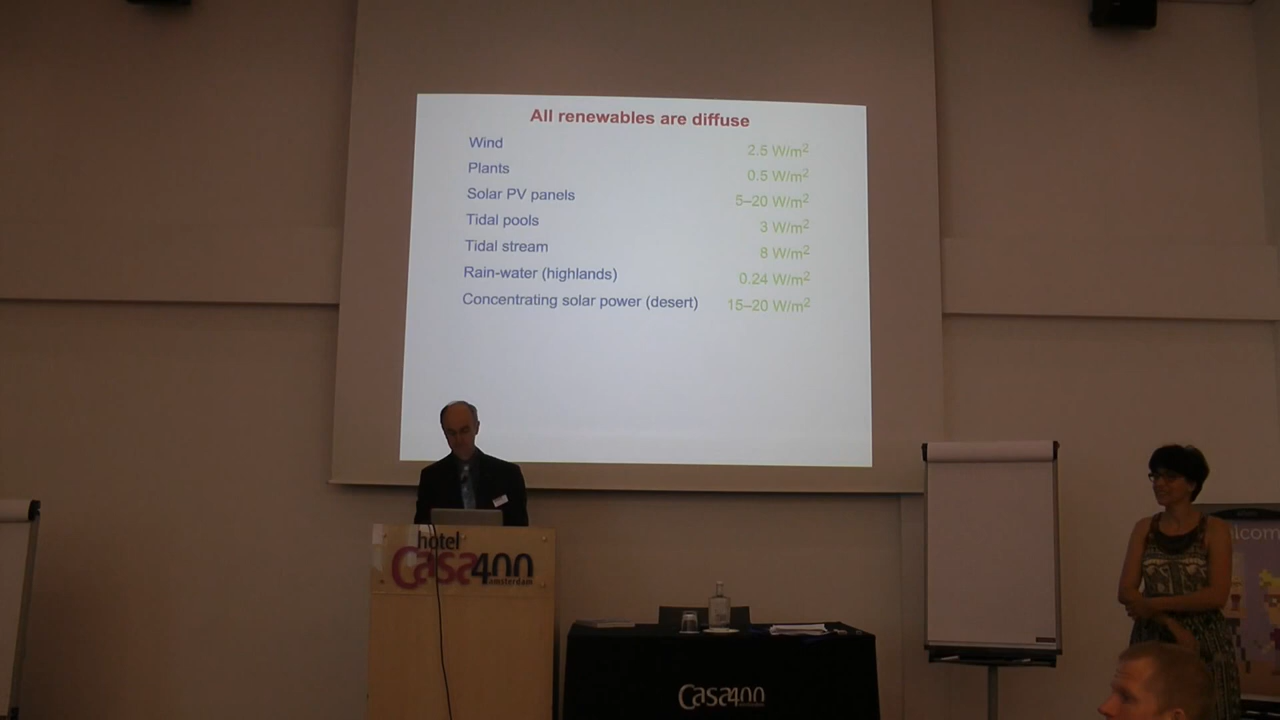 All renewables are diffuse
Wind 2.5 W/m²
Plants 0.5 W/m²
Solar PV panels 5–20 W/m²
Tidal pools 3 W/m²
Tidal stream 8 W/m²
Rain-water (highlands) 0.24 W/m²
Concentrating solar power (desert) 15–20 W/m²
hotel
Casa400
amsterdam
Casa400
lcom